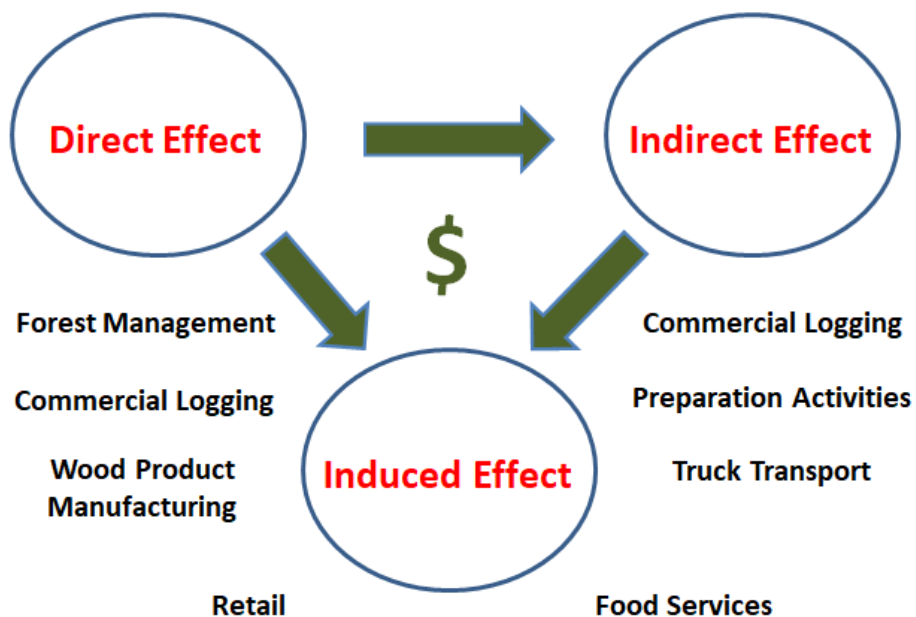 Direct Effect
Indirect Effect
$
Forest Management
Commercial Logging
Commercial Logging
Preparation Activities
Wood Product
Manufacturing
Induced Effect
Truck Transport
Retail
Food Services